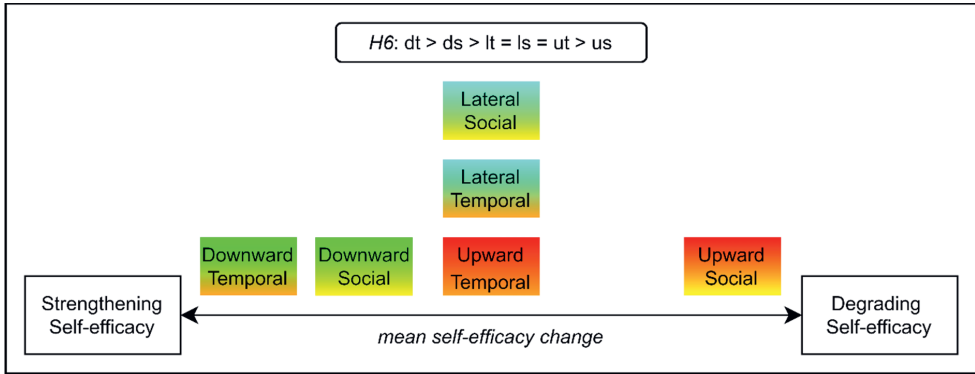 H6: dt > ds > lt = ls = ut > us
Lateral
Social
Lateral
Temporal
Downward
Temporal
Downward
Social
Upward
Temporal
Upward
Social
Strengthening
Self-efficacy
mean self-efficacy change
Degrading
Self-efficacy